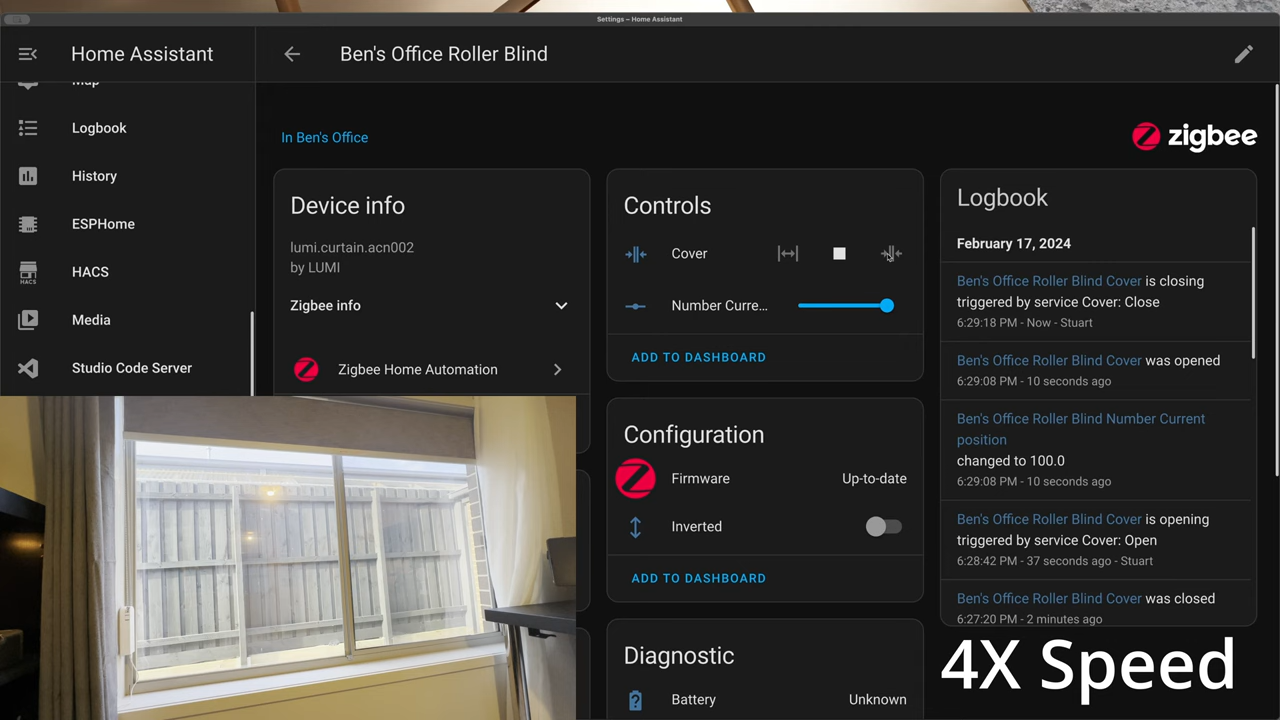 Settings – Home Assistant
Home Assistant
Ben's Office Roller Blind
Map
Logbook
History
ESPHome
HACS
HACS
Media
Studio Code Server
In Ben's Office
zigbee
Device info
lumi.curtain.acn002
by LUMI
Zigbee info
Zigbee Home Automation
Controls
Cover
Number Curre...
ADD TO DASHBOARD
Configuration
Firmware
Up-to-date
Inverted
ADD TO DASHBOARD
Diagnostic
Battery
Unknown
Logbook
February 17, 2024
Ben's Office Roller Blind Cover is closing
triggered by service Cover: Close
6:29:18 PM - Now - Stuart
Ben's Office Roller Blind Cover was opened
6:29:08 PM - 10 seconds ago
Ben's Office Roller Blind Number Current
position
changed to 100.0
6:29:08 PM - 10 seconds ago
Ben's Office Roller Blind Cover is opening
triggered by service Cover: Open
6:28:42 PM - 37 seconds ago - Stuart
Ben's Office Roller Blind Cover was closed
6:27:20 PM - 2 minutes ago
4X Speed